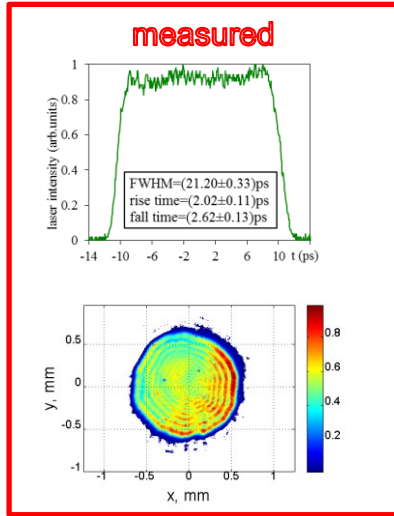 measured
laser intensity (arb.units)
1
0.8
0.6
0.4
0.2
0
FWHM=(21.20±0.33)ps
rise time=(2.02±0.11)ps
fall time=(2.62±0.13)ps
-14 -10 -6 -2 2 6 10 t (ps)
y, mm
0.5
0
-0.5
-1
-1 -0.5 0 0.5 1
x, mm
0.8
0.6
0.4
0.2